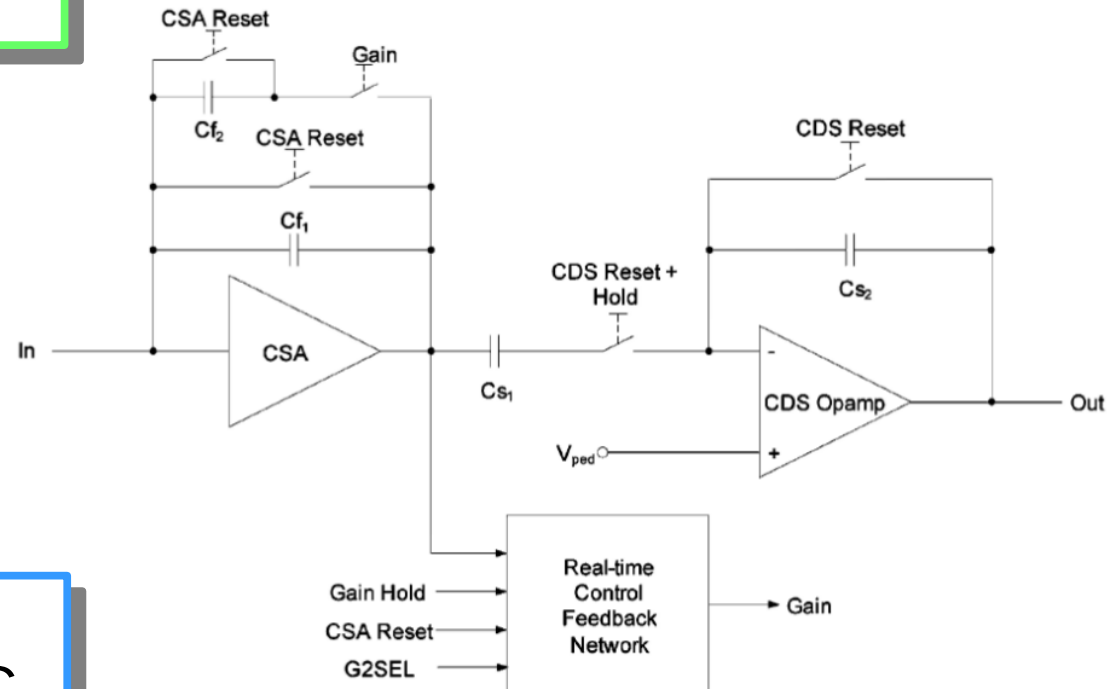 CSA Reset
Gain
Cf₂
CSA Reset
CDS Reset
Cf₁
CDS Reset +
Hold
Cs₂
In
CSA
Cs₁
-
CDS Opamp
Out
Vped
+
Real-time
Control
Feedback
Network
Gain Hold
CSA Reset
G2SEL
Gain